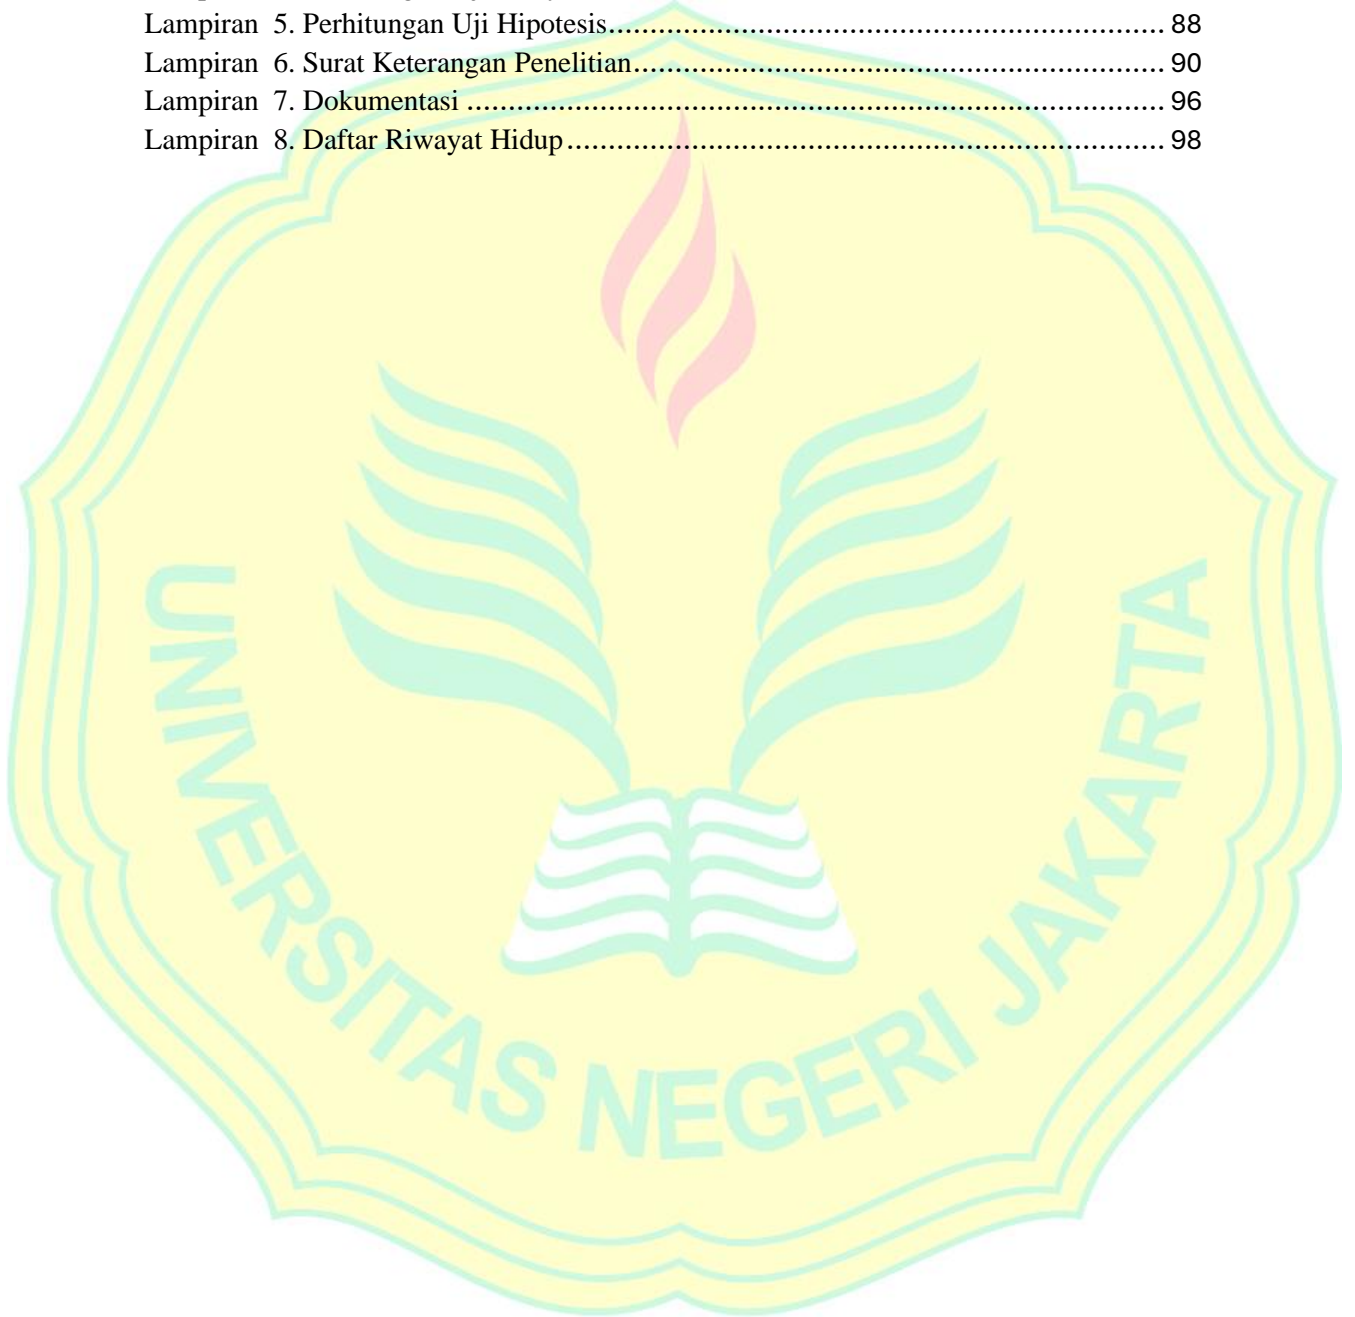 Lampiran 5. Perhitungan Uji Hipotesis.................................................................... 88
Lampiran 6. Surat Keterangan Penelitian................................................................. 90
Lampiran 7. Dokumentasi ..................................................................................... 96
Lampiran 8. Daftar Riwayat Hidup......................................................................... 98
UNIVERSITAS NEGERI JAKARTA